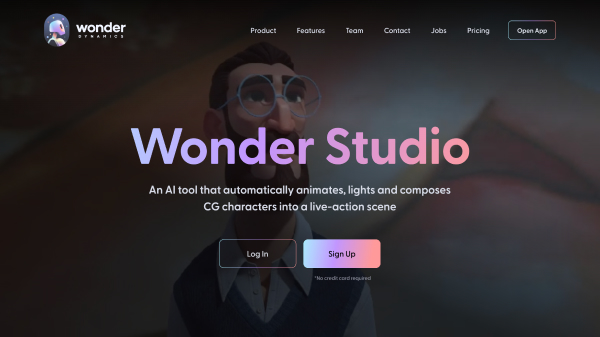 wonder
DYNAMICS
Product
Features
Team
Contact
Jobs
Pricing
Open App
Wonder Studio
An AI tool that automatically animates, lights and composes
CG characters into a live-action scene
Log In
Sign Up
*No credit card required